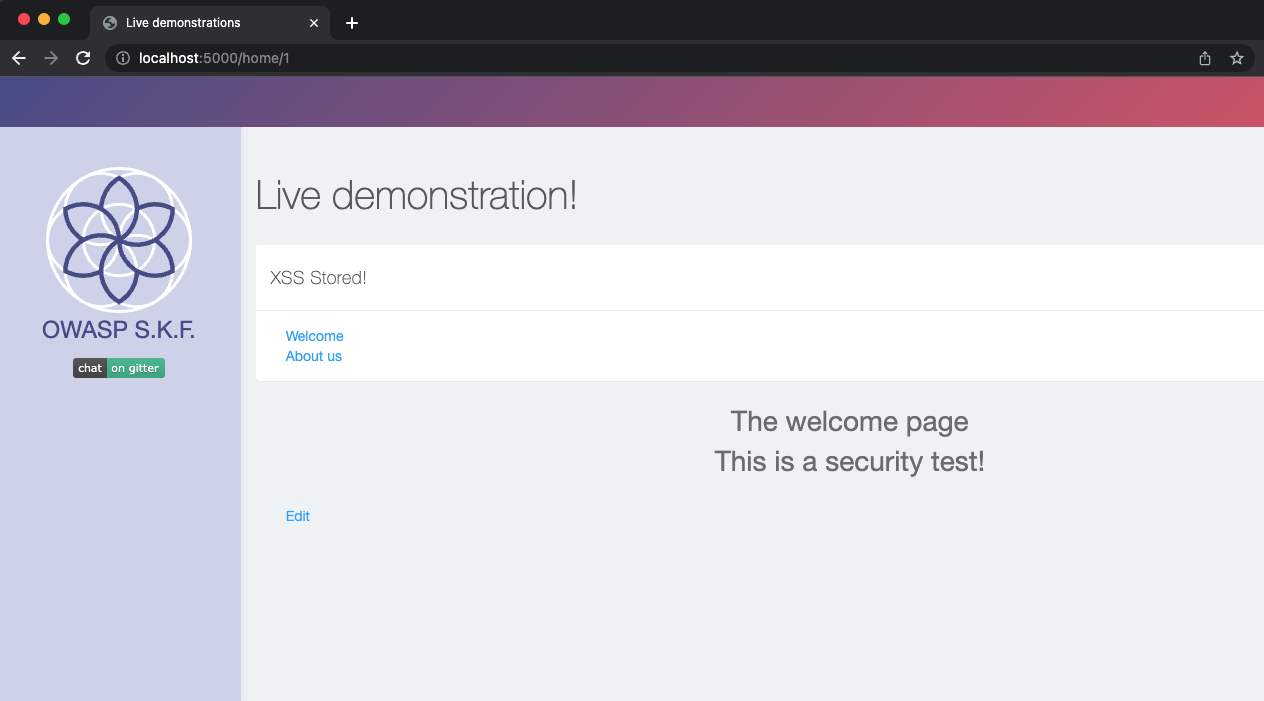 Live demonstrations
localhost:5000/home/1
OWASP S.K.F.
chat on gitter
Live demonstration!
XSS Stored!
Welcome
About us
The welcome page
This is a security test!
Edit